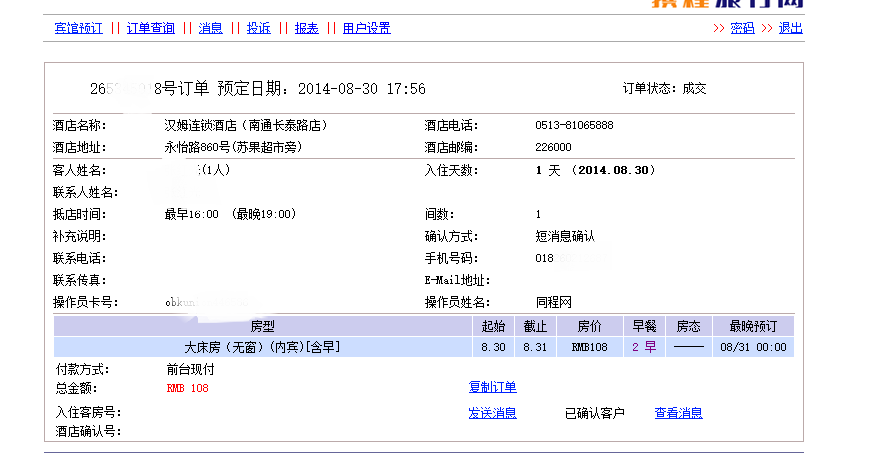 携程旅行网
宾馆预订 || 订单查询 || 消息 || 投诉 || 报表 || 用户设置 >> 密码 >> 退出
8号订单 预定日期：2014-08-30 17:56 订单状态：成交
酒店名称： 汉姆连锁酒店（南通长泰路店） 酒店电话： 0513-81065888
酒店地址： 永怡路860号(苏果超市旁) 酒店邮编： 226000
客人姓名： (1人) 入住天数： 1 天 （2014.08.30）
联系人姓名：
抵店时间： 最早16:00 （最晚19:00） 间数： 1
补充说明： 确认方式： 短消息确认
联系电话： 手机号码： 018
联系传真： E-Mail地址：
操作员卡号： obkun 操作员姓名： 同程网
房型 起始 截止 房价 早餐 房态 最晚预订
大床房（无窗）(内宾)[含早] 8.30 8.31 RMB108 2 早 —— 08/31 00:00
付款方式： 前台现付
总金额： RMB 108 复制订单
入住客房号： 发送消息 已确认客户 查看消息
酒店确认号：